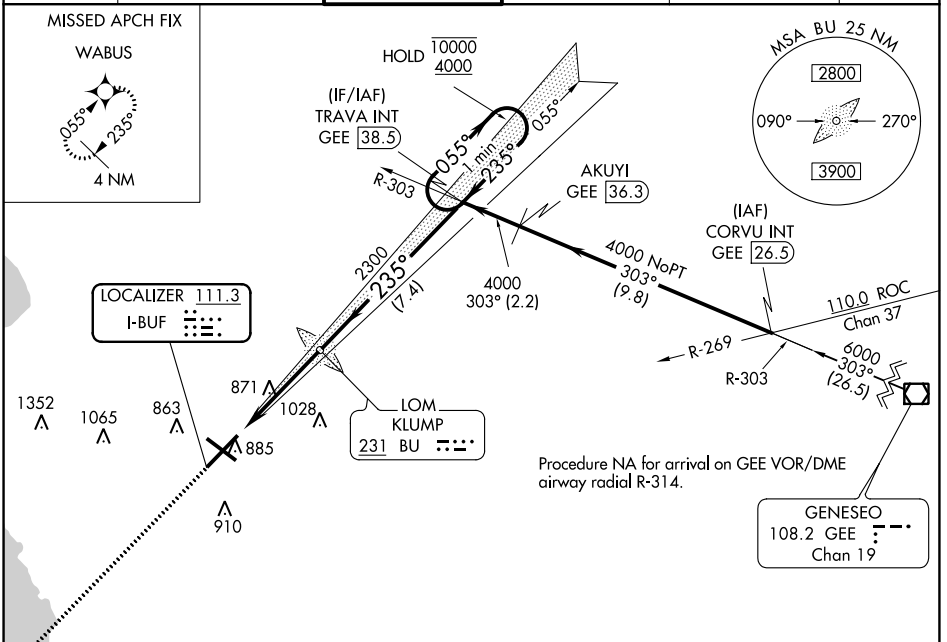 MISSED APCH FIX
WABUS
055°
235°
4 NM
HOLD 10000
4000
(IF/IAF)
TRAVA INT
GEE 38.5
R-303
055°
1 min
235°
055°
MSA BU 25 NM
2800
090°
270°
3900
AKUYI
GEE 36.3
(IAF)
CORVU INT
GEE 26.5
4000 NoPT
303°
(9.8)
4000
303° (2.2)
2300
235°
(7.4)
110.0 ROC
Chan 37
R-269
R-303
6000
303°
(26.5)
LOCALIZER 111.3
I-BUF
871
1352
1065
863
1028
885
910
LOM
KLUMP
231 BU
Procedure NA for arrival on GEE VOR/DME
airway radial R-314.
GENESEO
108.2 GEE
Chan 19